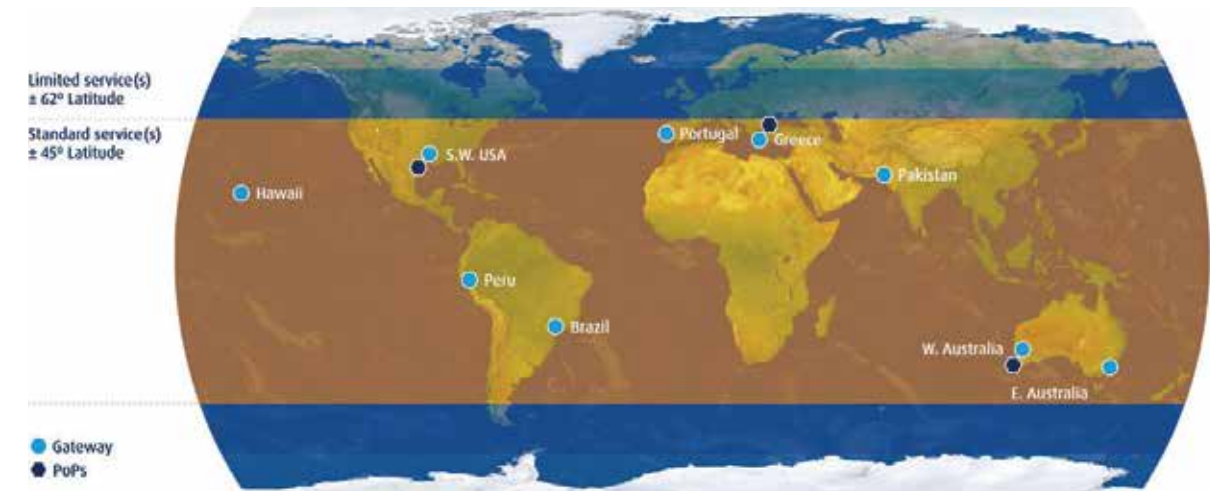 Limited service(s)
± 62º Latitude
Standard service(s)
± 45º Latitude
Portugal
Greece
S.W. USA
Pakistan
Hawaii
Peru
Brazil
W. Australia
E. Australia
Gateway
PoPs